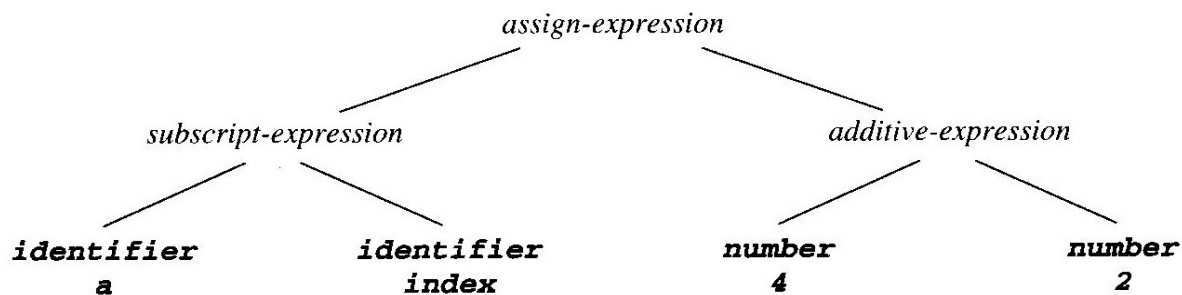 assign-expression
subscript-expression additive-expression
identifier identifier number number
a index 4 2